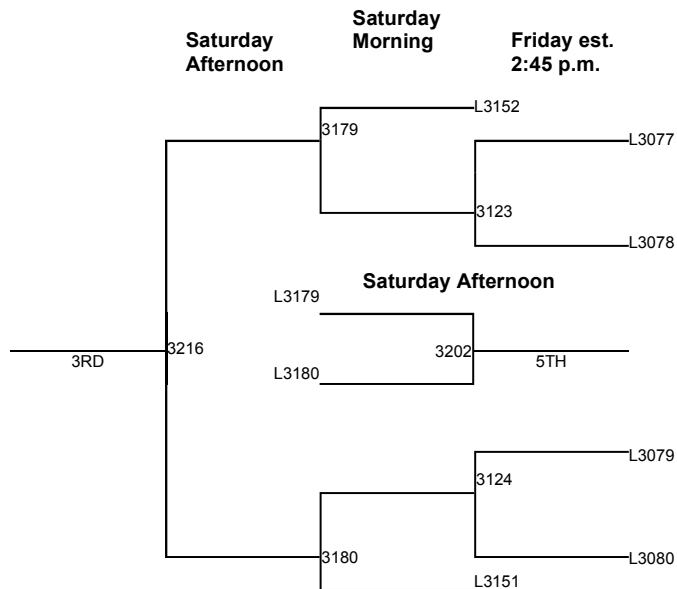 Saturday
Afternoon
Saturday
Morning
Friday est.
2:45 p.m.
L3152
3179
L3077
3123
L3078
Saturday Afternoon
L3179
3216
3202
3RD
5TH
L3180
L3079
3124
3180
L3080
L3151